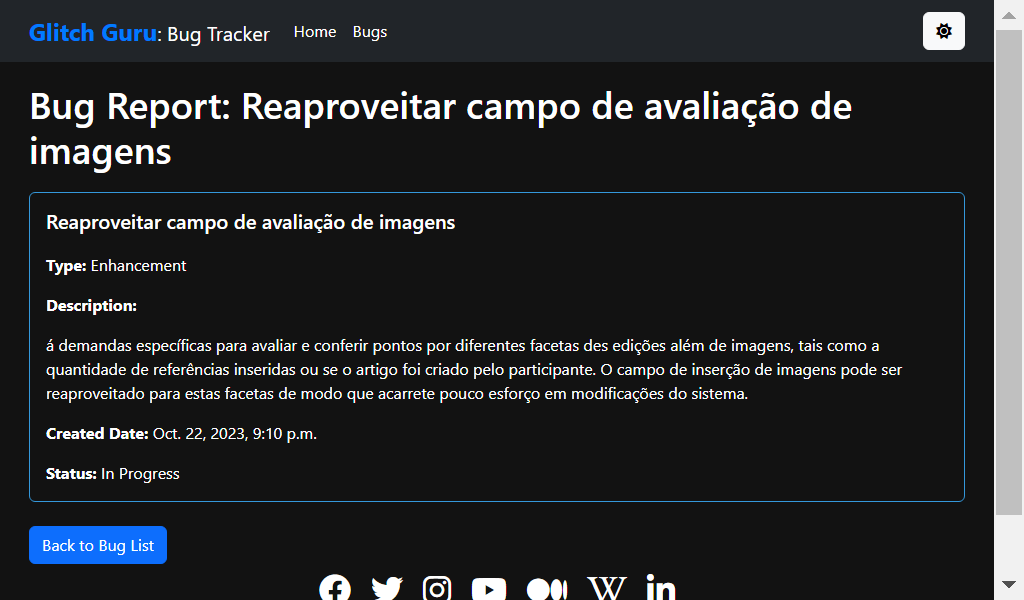 Glitch Guru: Bug Tracker Home Bugs
Bug Report: Reaproveitar campo de avaliação de
imagens
Reaproveitar campo de avaliação de imagens
Type: Enhancement
Description:
á demandas específicas para avaliar e conferir pontos por diferentes facetas des edições além de imagens, tais como a
quantidade de referências inseridas ou se o artigo foi criado pelo participante. O campo de inserção de imagens pode ser
reaproveitado para estas facetas de modo que acarrete pouco esforço em modificações do sistema.
Created Date: Oct. 22, 2023, 9:10 p.m.
Status: In Progress
Back to Bug List